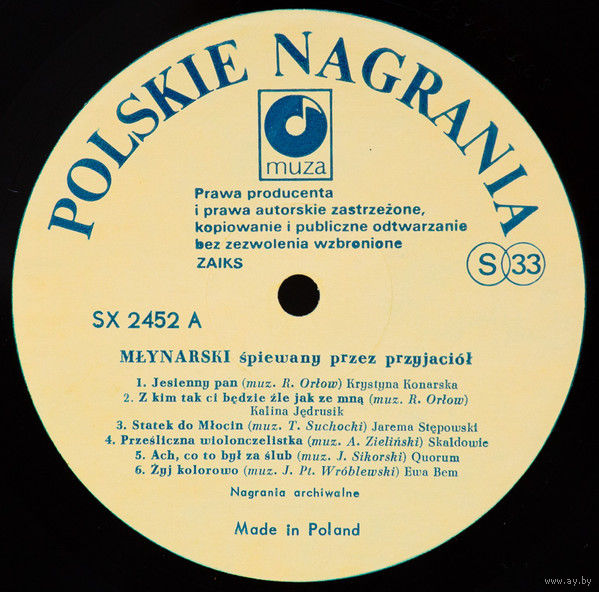 POLSKIE NAGRANIA
muza
Prawa producenta
i prawa autorskie zastrzeżone,
kopiowanie i publiczne odtwarzanie
bez zezwolenia wzbronione
ZAIKS
S 33
SX 2452 A
MŁYNARSKI śpiewany przez przyjaciół
1. Jesienny pan (muz. R. Orłow) Krystyna Konarska
2. Z kim tak ci będzie źle jak ze mną (muz. R. Orłow)
Kalina Jędrusik
3. Statek do Młocin (muz. T. Suchocki) Jarema Stępowski
4. Prześliczna wiolonczelistka (muz. A. Zieliński) Skaldowie
5. Ach, co to był za ślub (muz. J. Sikorski) Quorum
6. Żyj kolorowo (muz. J. Pt. Wróblewski) Ewa Bem
Nagrania archiwalne
Made in Poland
www.ay.by